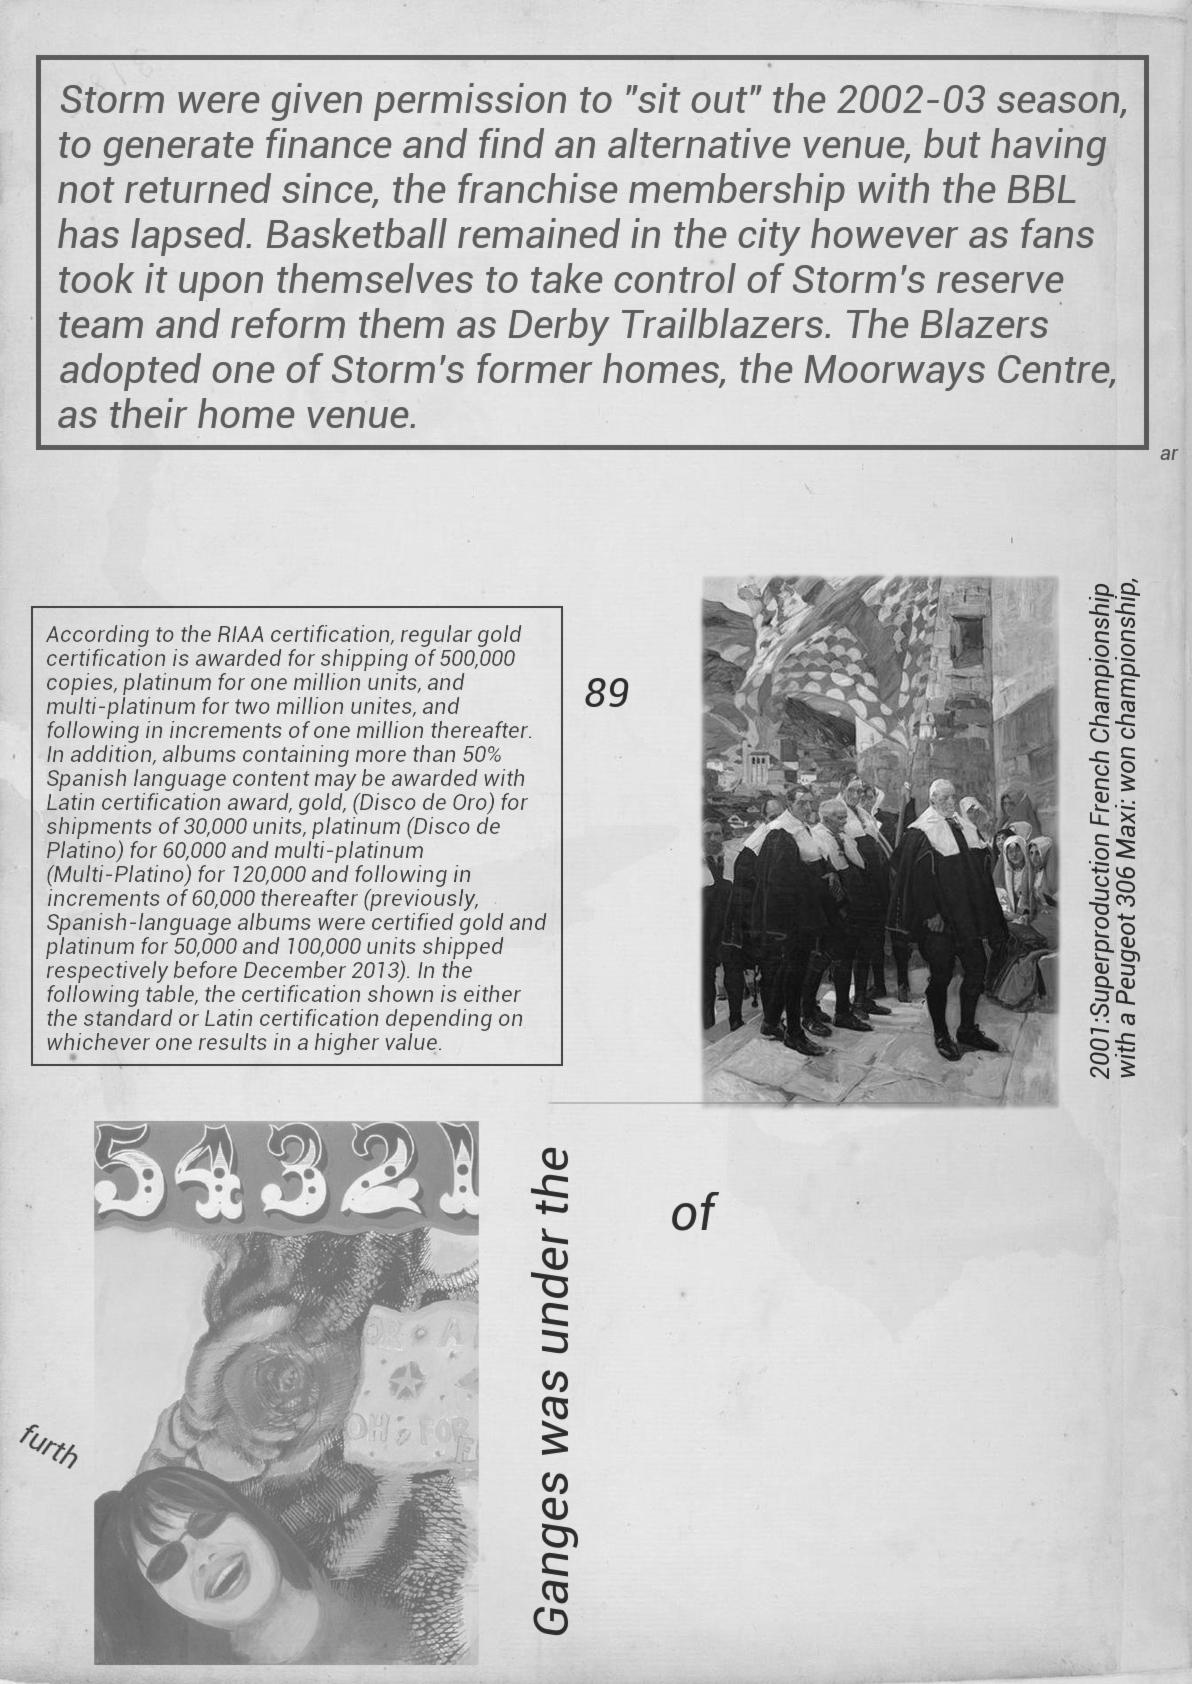 Storm were given permission to "sit out" the 2002-03 season,
to generate finance and find an alternative venue, but having
not returned since, the franchise membership with the BBL
has lapsed. Basketball remained in the city however as fans
took it upon themselves to take control of Storm's reserve
team and reform them as Derby Trailblazers. The Blazers
adopted one of Storm's former homes, the Moorways Centre,
as their home venue.
ar
According to the RIAA certification, regular gold
certification is awarded for shipping of 500,000
copies, platinum for one million units, and
multi-platinum for two million unites, and
following in increments of one million thereafter.
In addition, albums containing more than 50%
Spanish language content may be awarded with
Latin certification award, gold, (Disco de Oro) for
shipments of 30,000 units, platinum (Disco de
Platino) for 60,000 and multi-platinum
(Multi-Platino) for 120,000 and following in
increments of 60,000 thereafter (previously,
Spanish-language albums were certified gold and
platinum for 50,000 and 100,000 units shipped
respectively before December 2013). In the
following table, the certification shown is either
the standard or Latin certification depending on
whichever one results in a higher value.
89
2001:Superproduction French Championship
with a Peugeot 306 Maxi: won championship,
54321
OH & FOR
Ganges was under the
of
furth